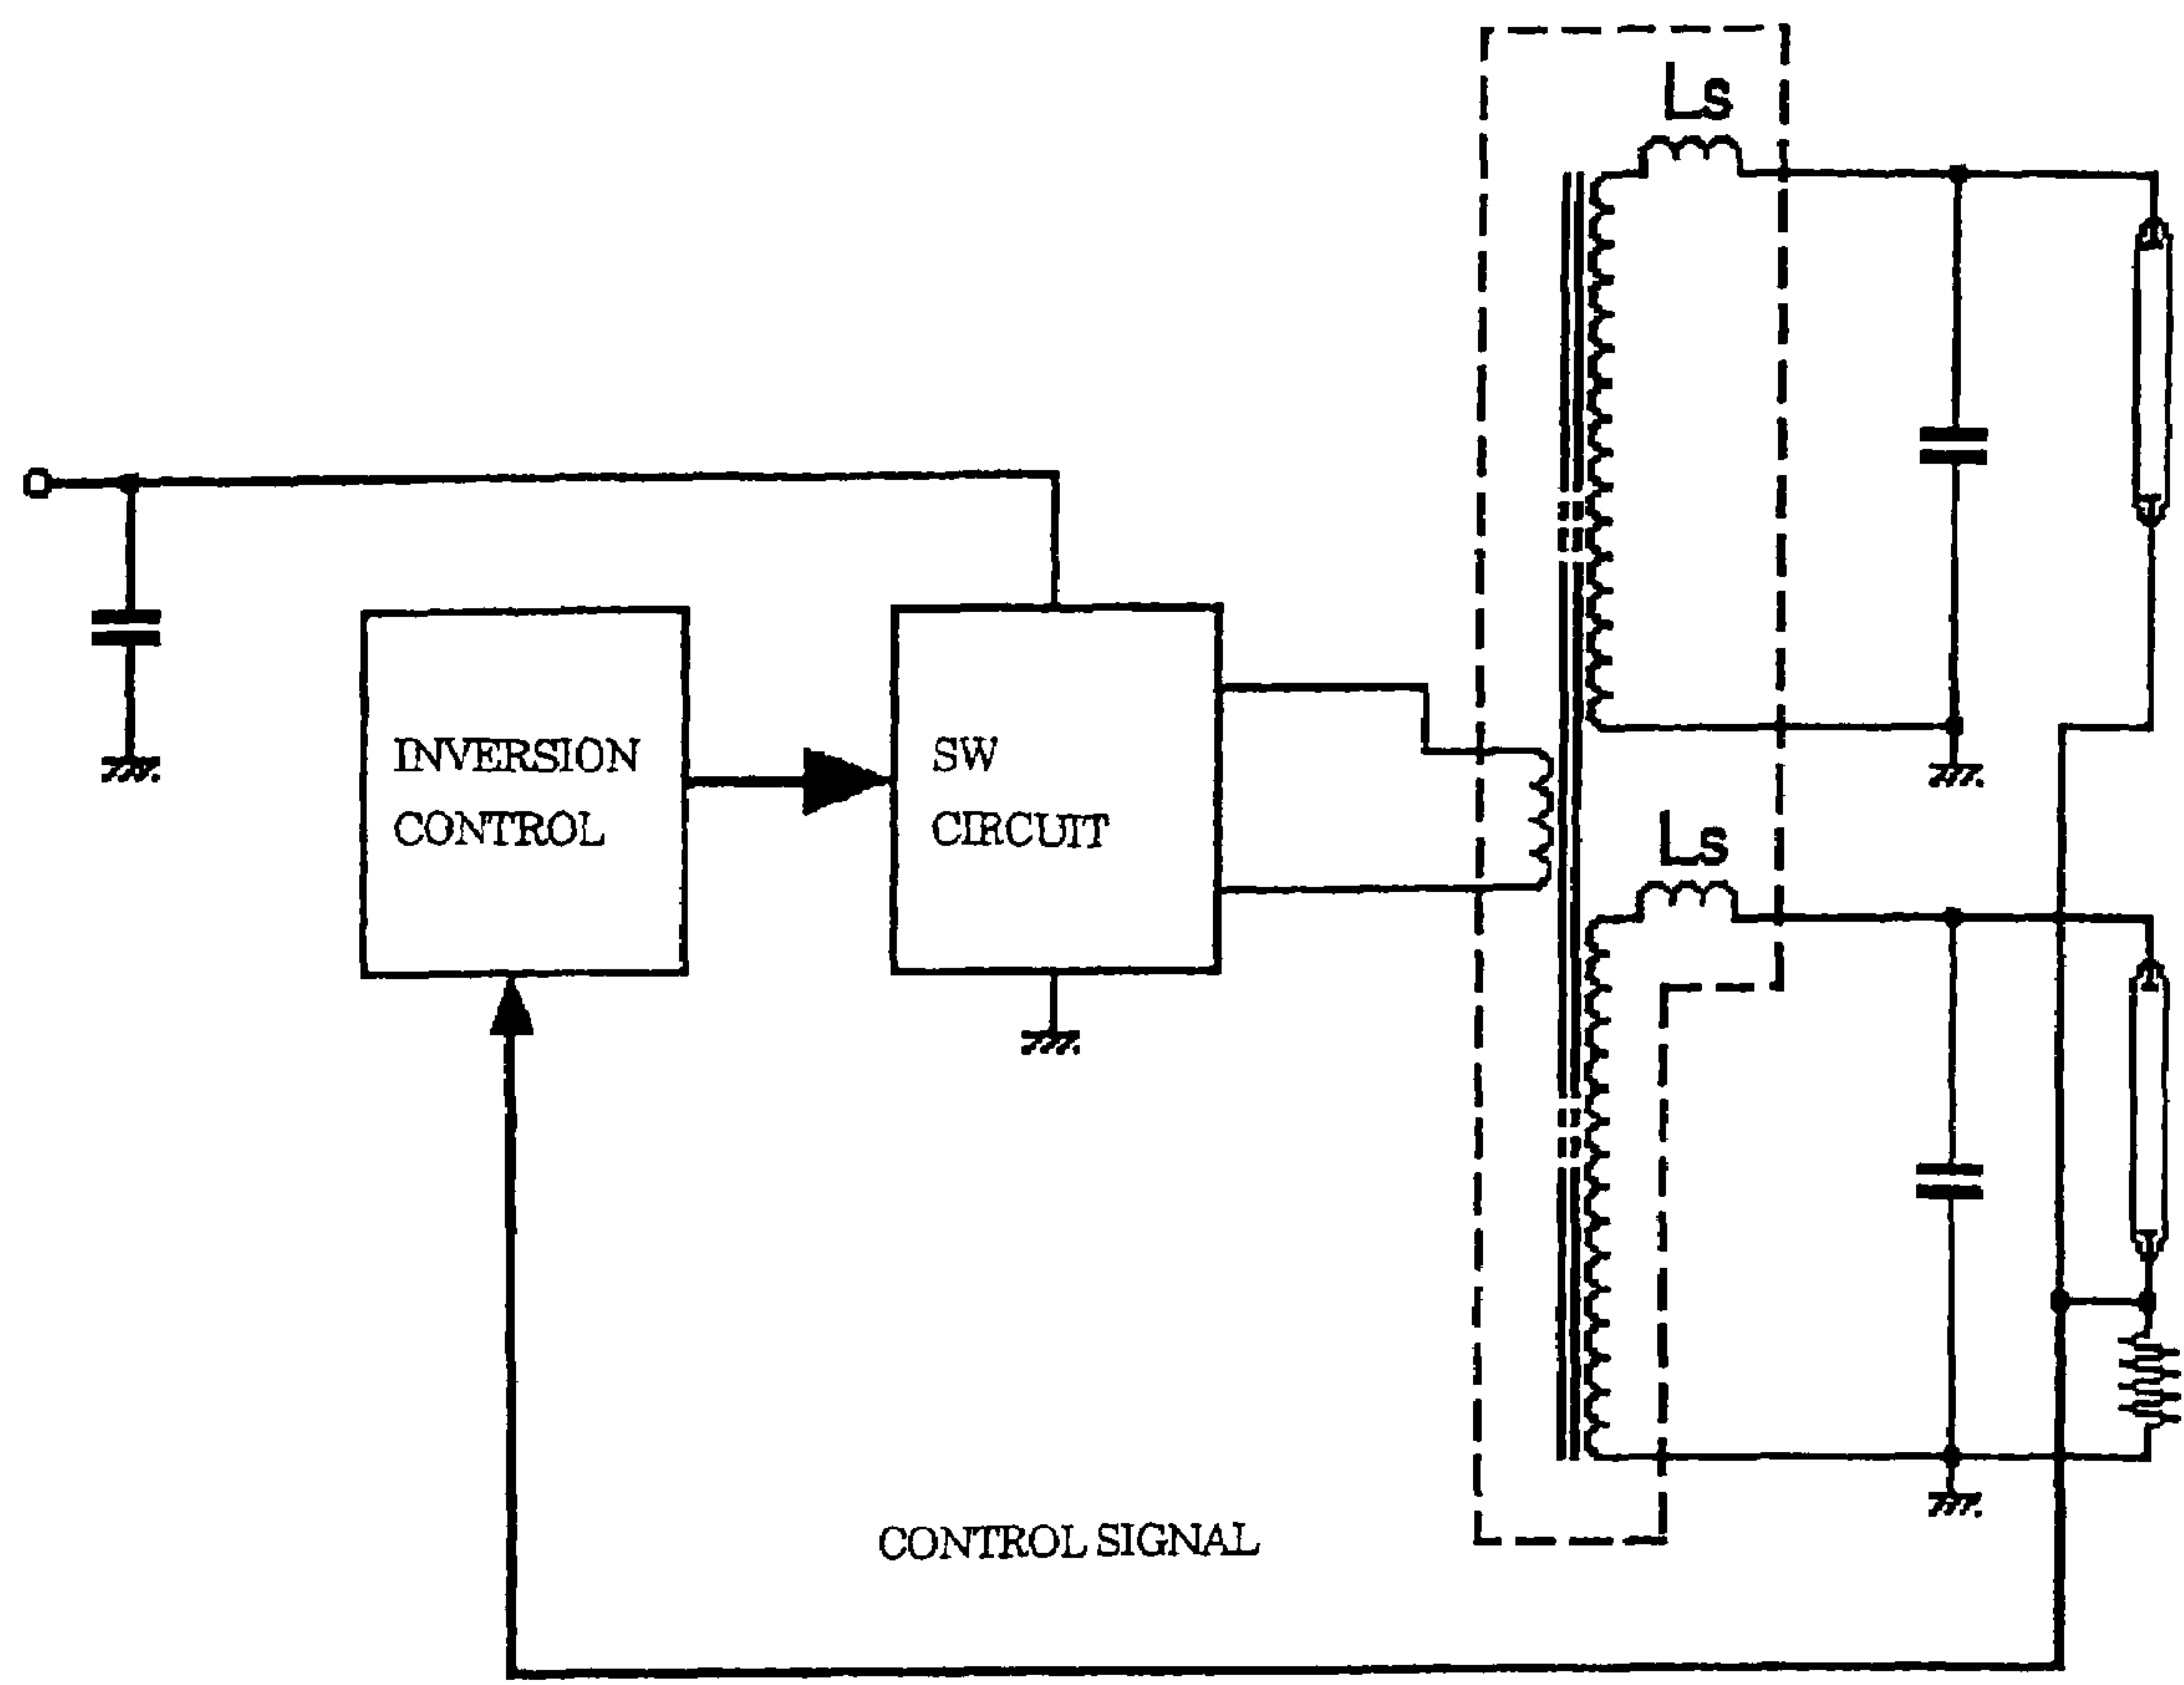 Ls
INVERSION
CONTROL
SW
CIRCUIT
Ls
CONTROL SIGNAL